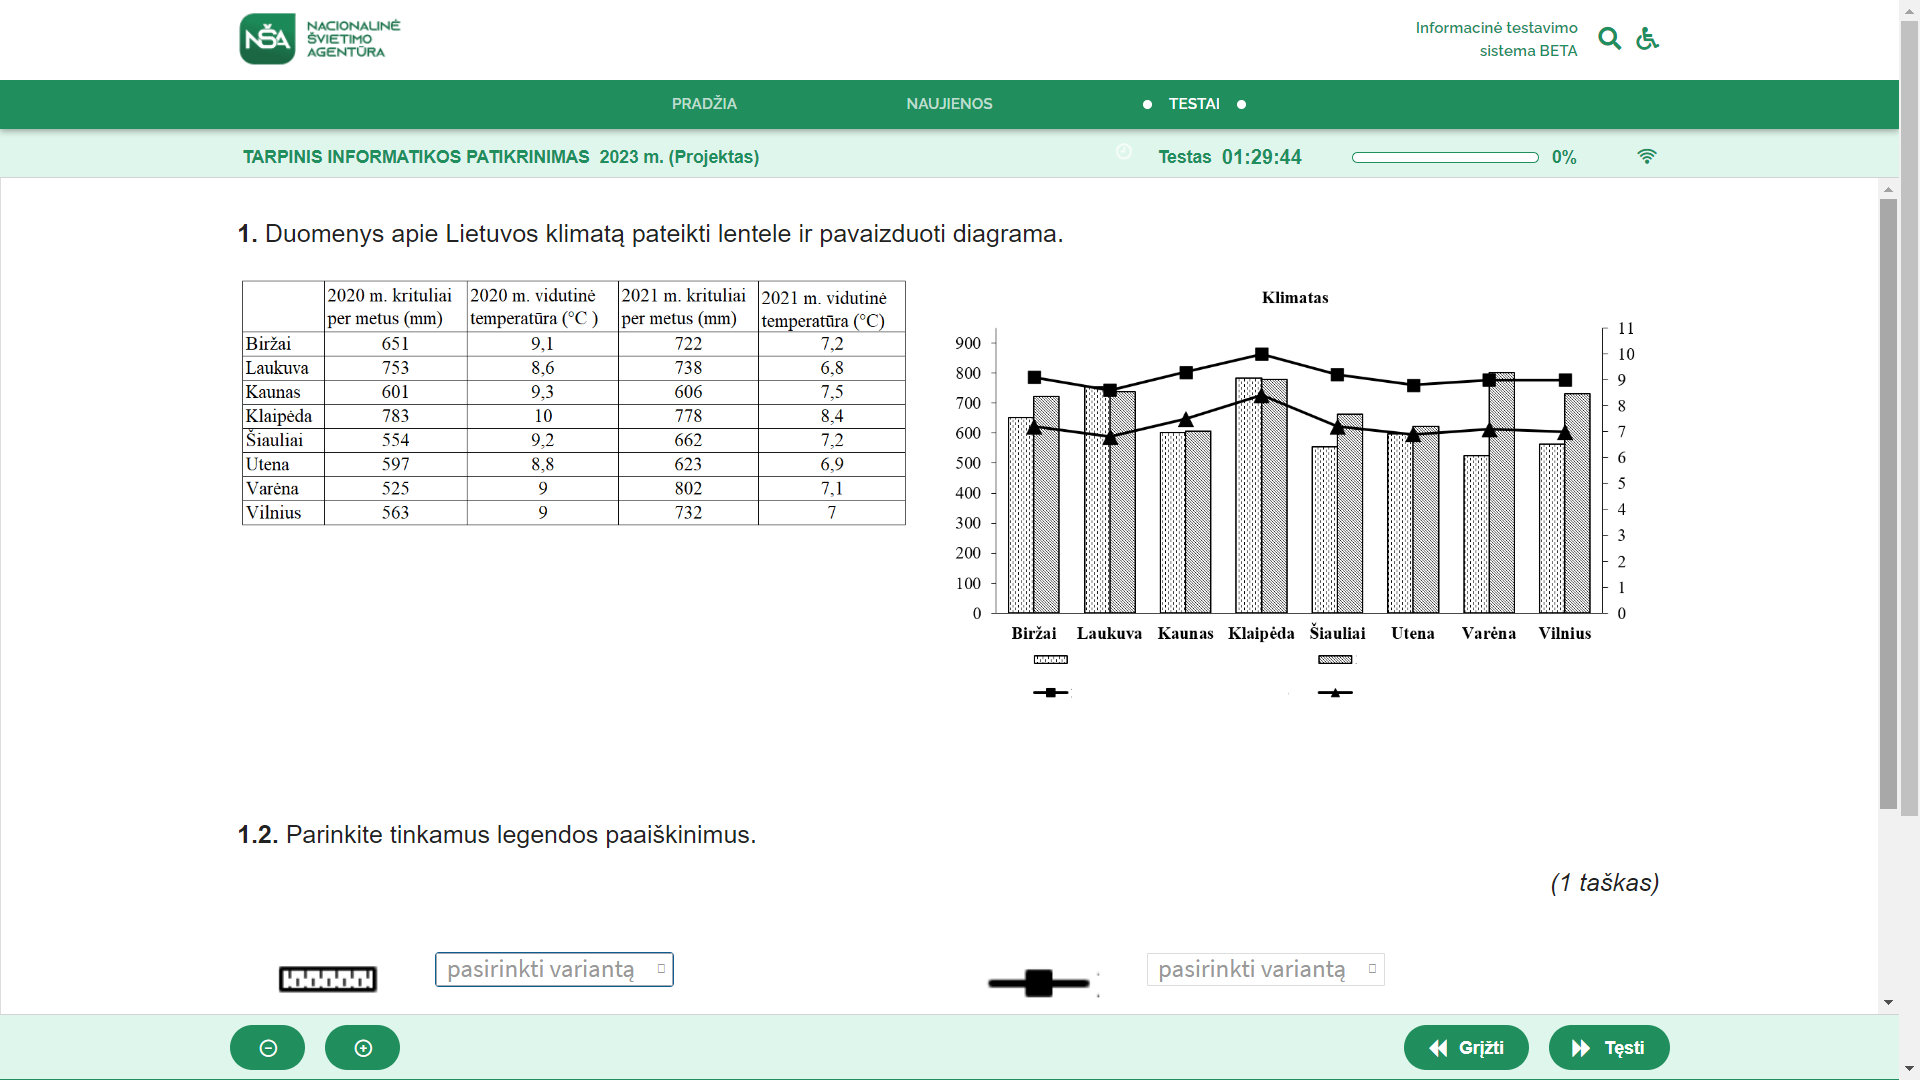 NŠA
NACIONALINĖ
ŠVIETIMO
AGENTŪRA
Informacinė testavimo
sistema BETA
PRADŽIA
NAUJIENOS
TESTAI
TARPINIS INFORMATIKOS PATIKRINIMAS 2023 m. (Projektas)
Testas 01:29:44
0%
1. Duomenys apie Lietuvos klimatą pateikti lentele ir pavaizduoti diagrama.
2020 m. krituliai per metus (mm) 2020 m. vidutinė temperatūra (°C ) 2021 m. krituliai per metus (mm) 2021 m. vidutinė temperatūra (°C)
Biržai 651 9,1 722 7,2
Laukuva 753 8,6 738 6,8
Kaunas 601 9,3 606 7,5
Klaipėda 783 10 778 8,4
Šiauliai 554 9,2 662 7,2
Utena 597 8,8 623 6,9
Varėna 525 9 802 7,1
Vilnius 563 9 732 7
Klimatas
900
800
700
600
500
400
300
200
100
0
11
10
9
8
7
6
5
4
3
2
1
0
Biržai Laukuva Kaunas Klaipėda Šiauliai Utena Varėna Vilnius
1.2. Parinkite tinkamus legendos paaiškinimus.
(1 taškas)
pasirinkti variantą
pasirinkti variantą
Grįžti
Tęsti